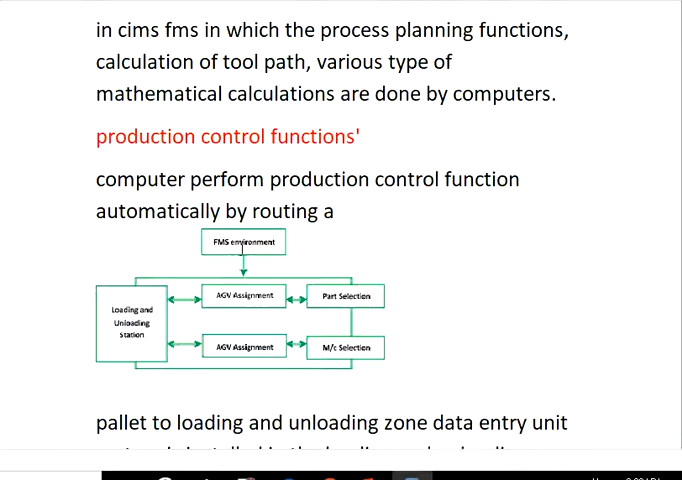 in cims fms in which the process planning functions,
calculation of tool path, various type of
mathematical calculations are done by computers.
production control functions'
computer perform production control function
automatically by routing a
FMS environment
AGV Assignment
Part Selection
Loading and
Unloading
Station
AGV Assignment
M/c Selection
pallet to loading and unloading zone data entry unit